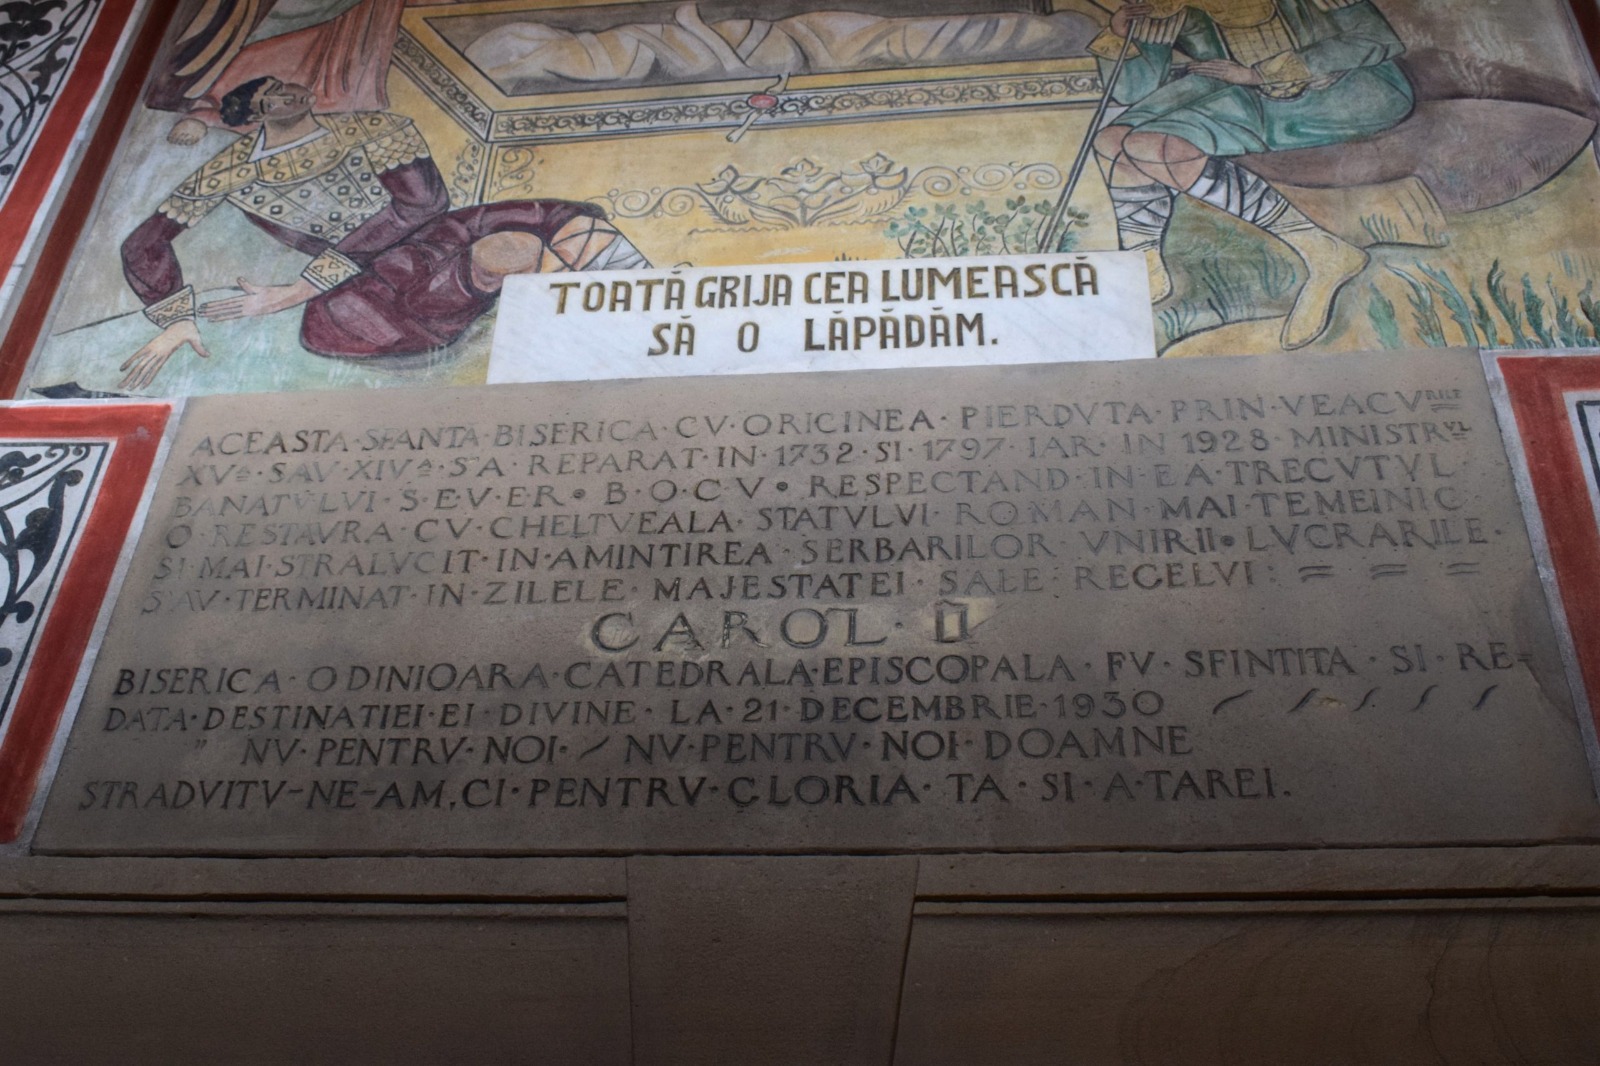 TOATĂ GRIJA CEA LUMEASCĂ
SĂ O LĂPĂDĂM.
ACEASTA·SFANTA·BISERICA·CV·ORICINEA·PIERDVTA·PRIN·VEACVRILE
XVᵃ·SAV·XIVᵃ·S'A·REPARAT·IN·1732·SI·1797·IAR·IN·1928·MINISTRVL
BANATVLVI·S·E·V·E·R·B·O·C·V·RESPECTAND·IN·EA·TRECVTVL
O·RESTAVRA·CV·CHELTVEALA·STATVLVI·ROMAN·MAI·TEMEINIC
SI·MAI·STRALVCIT·IN·AMINTIREA·SERBARILOR·VNIRII·LVCRARILE·
S'AV·TERMINAT·IN·ZILELE·MAJESTATEI·SALE·REGELVI: = = =
CAROL·II
BISERICA·ODINIOARA·CATEDRALA·EPISCOPALA·FV·SFINTITA·SI·RE-
DATA·DESTINATIEI·EI·DIVINE·LA·21·DECEMBRIE·1930
" NV·PENTRV·NOI·/NV·PENTRV·NOI·DOAMNE
STRADVITV-NE-AM,CI·PENTRV·GLORIA·TA·SI·A·TAREI.